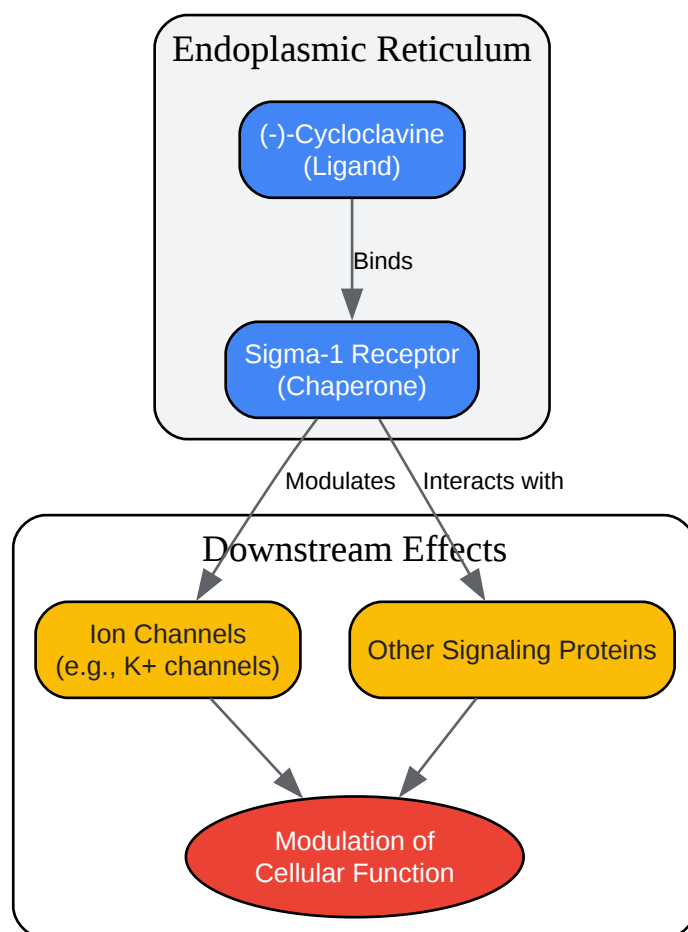 Endoplasmic Reticulum
(-)-Cycloclavine
(Ligand)
Binds
Sigma-1 Receptor
(Chaperone)
Modulates
Interacts with
Downstream Effects
Ion Channels
(e.g., K+ channels)
Other Signaling Proteins
Modulation of
Cellular Function